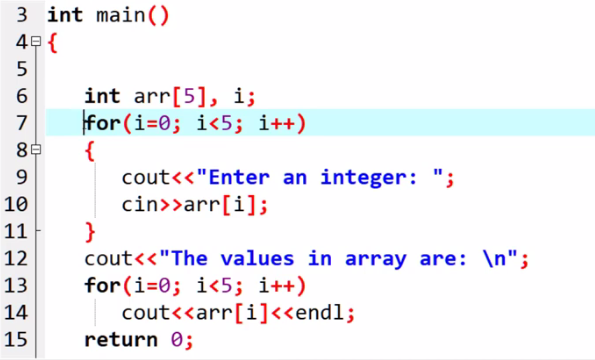 3 int main()
4 {
5
6 int arr[5], i;
7 for(i=0; i<5; i++)
8 {
9 cout<<"Enter an integer: ";
10 cin>>arr[i];
11 }
12 cout<<"The values in array are: \n";
13 for(i=0; i<5; i++)
14 cout<<arr[i]<<endl;
15 return 0;